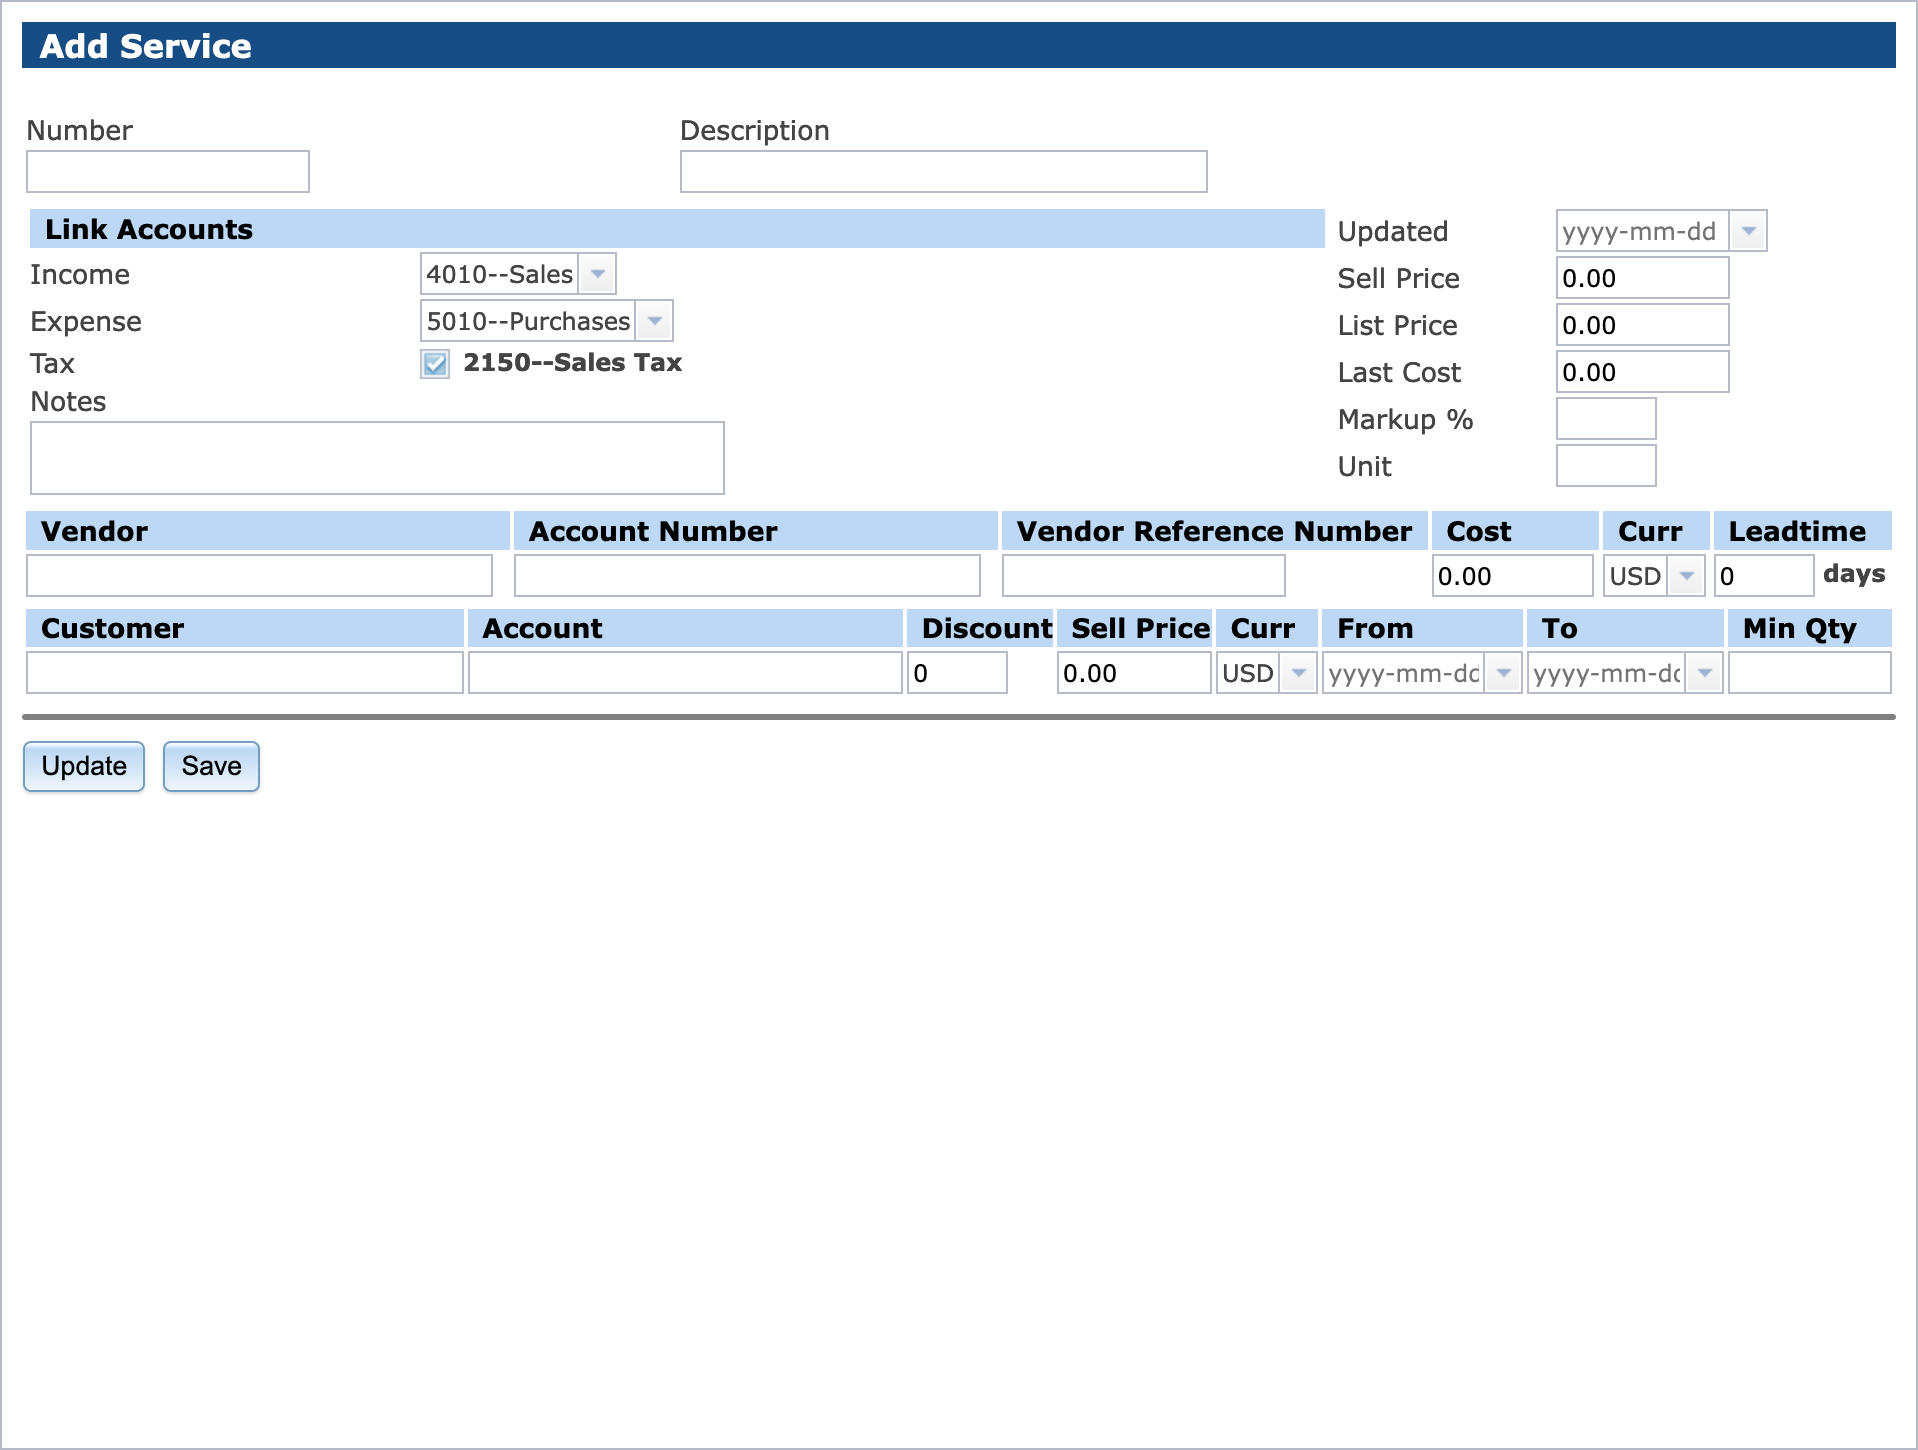 Add Service
Number Description
Link Accounts Updated yyyy-mm-dd
Income 4010--Sales Sell Price 0.00
Expense 5010--Purchases List Price 0.00
Tax 2150--Sales Tax Last Cost 0.00
Notes Markup %
Unit
Vendor Account Number Vendor Reference Number Cost Curr Leadtime
0.00 USD 0 days
Customer Account Discount Sell Price Curr From To Min Qty
0 0.00 USD yyyy-mm-dd yyyy-mm-dd
Update Save